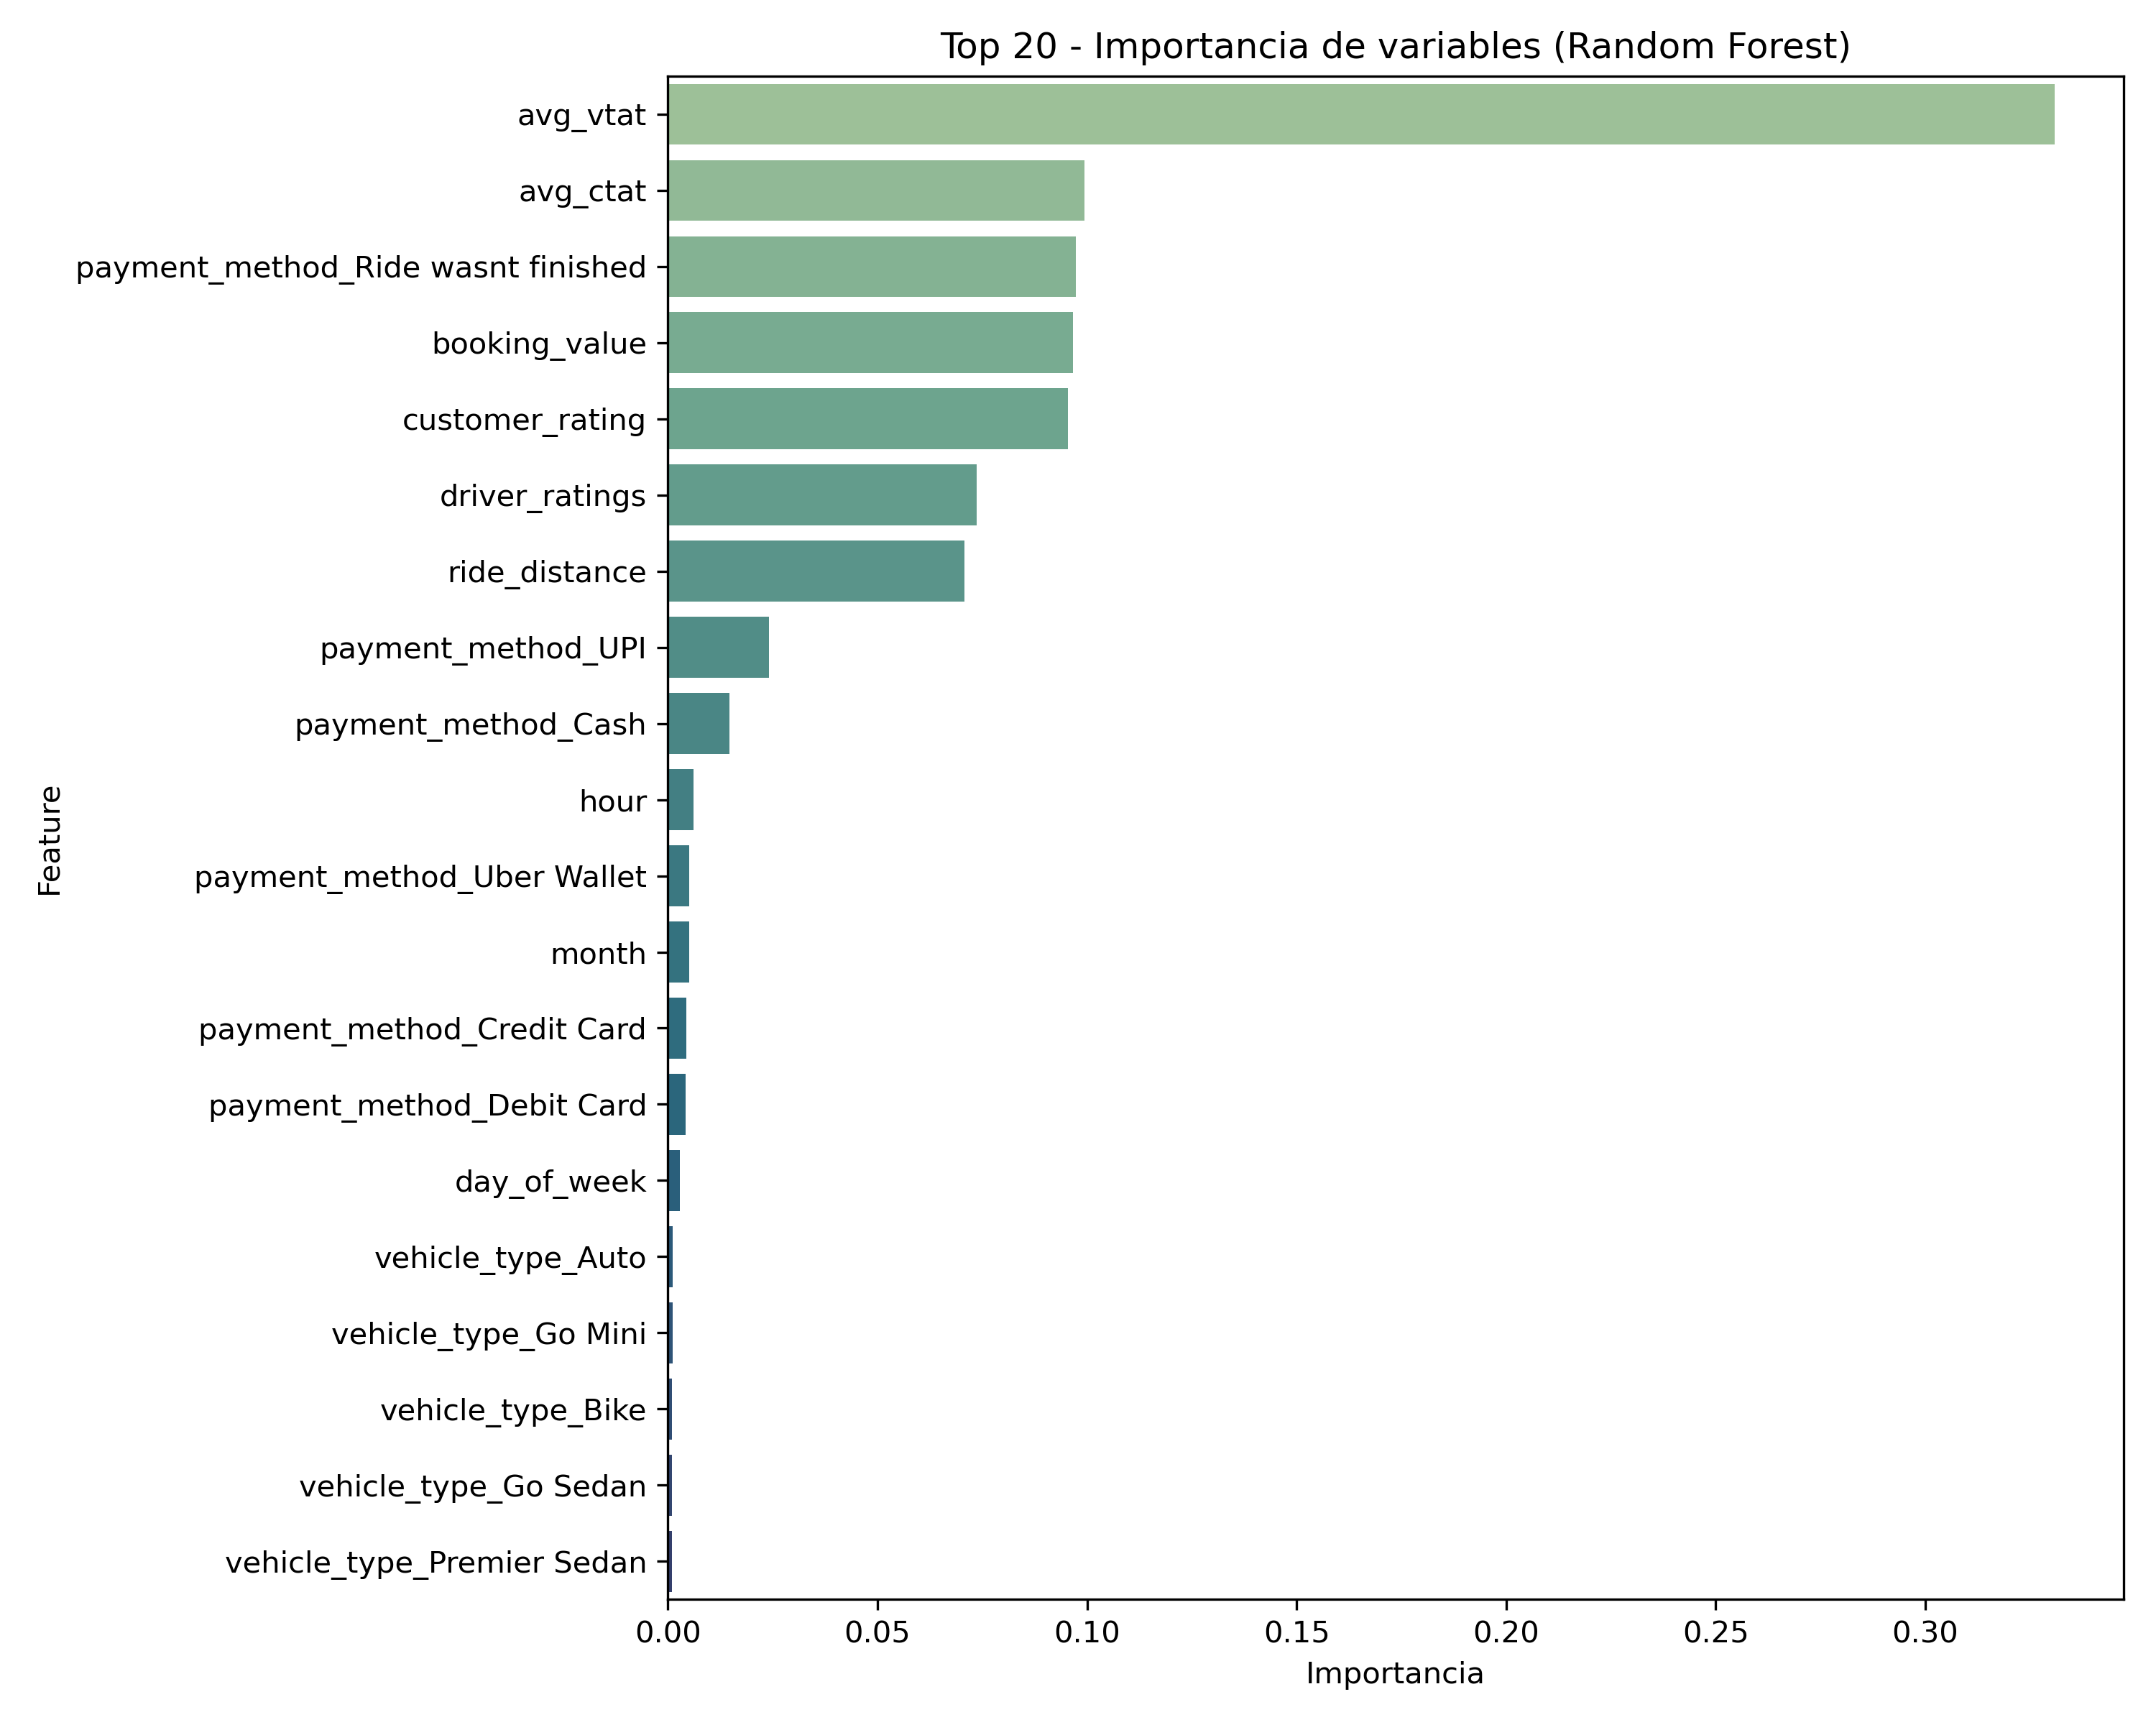 Top 20 - Importancia de variables (Random Forest)
avg_vtat
avg_ctat
payment_method_Ride wasnt finished
booking_value
customer_rating
driver_ratings
ride_distance
payment_method_UPI
payment_method_Cash
hour
payment_method_Uber Wallet
month
payment_method_Credit Card
payment_method_Debit Card
day_of_week
vehicle_type_Auto
vehicle_type_Go Mini
vehicle_type_Bike
vehicle_type_Go Sedan
vehicle_type_Premier Sedan
Feature
0.00 0.05 0.10 0.15 0.20 0.25 0.30
Importancia